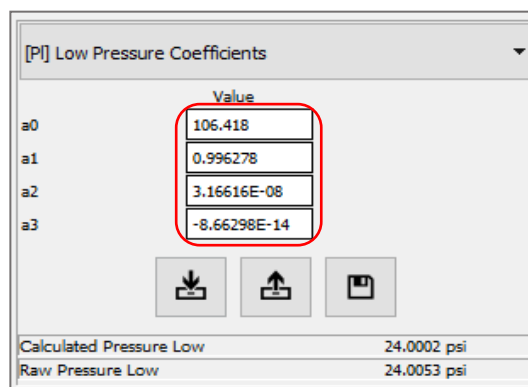 [Pl] Low Pressure Coefficients
Value
a0 106.418
a1 0.996278
a2 3.16616E-08
a3 -8.66298E-14
Calculated Pressure Low 24.0002 psi
Raw Pressure Low 24.0053 psi